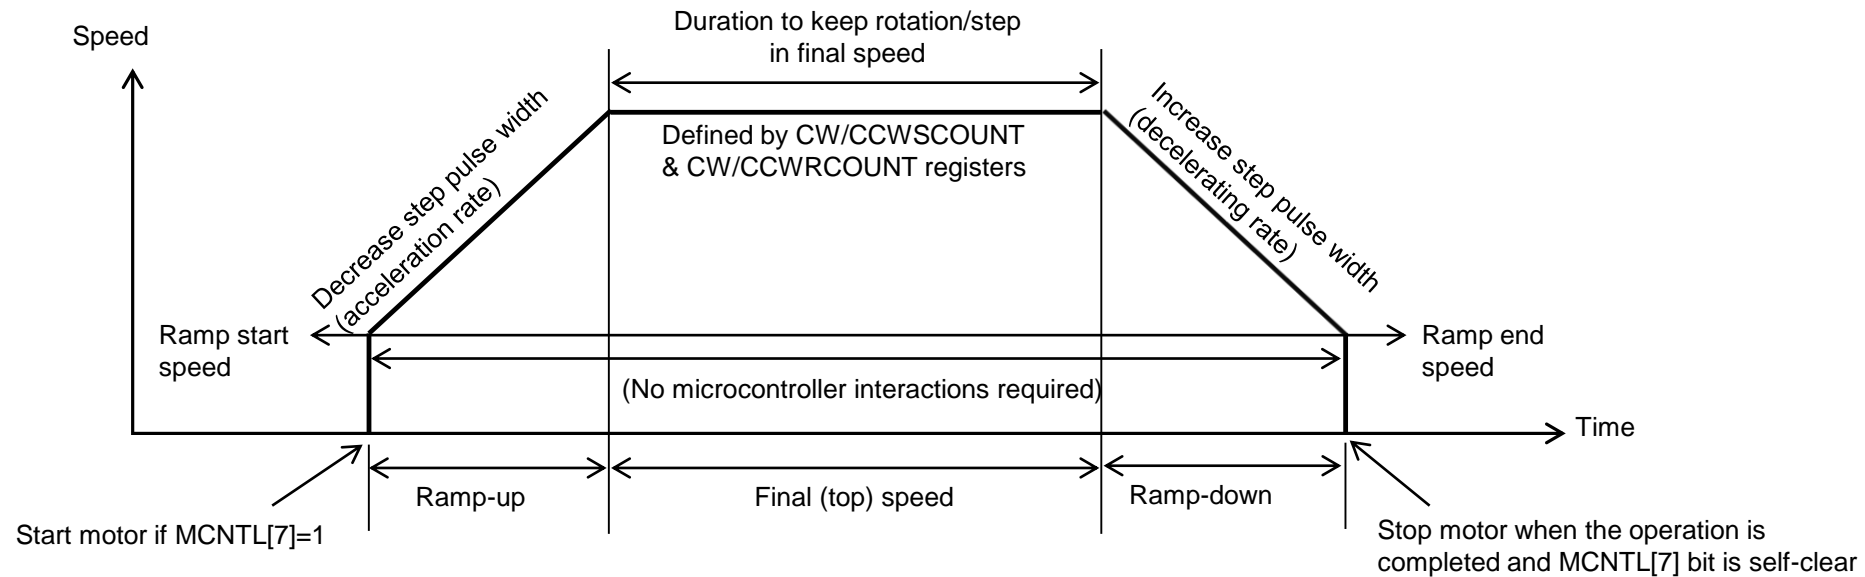 Duration to keep rotation/step
in final speed
Speed
Decrease step pulse width
(acceleration rate)
Defined by CW/CCWSCOUNT
& CW/CCWRCOUNT registers
Increase step pulse width
(decelerating rate)
Ramp start
speed
Ramp end
speed
(No microcontroller interactions required)
Time
Ramp-up
Final (top) speed
Ramp-down
Start motor if MCNTL[7]=1
Stop motor when the operation is
completed and MCNTL[7] bit is self-clear